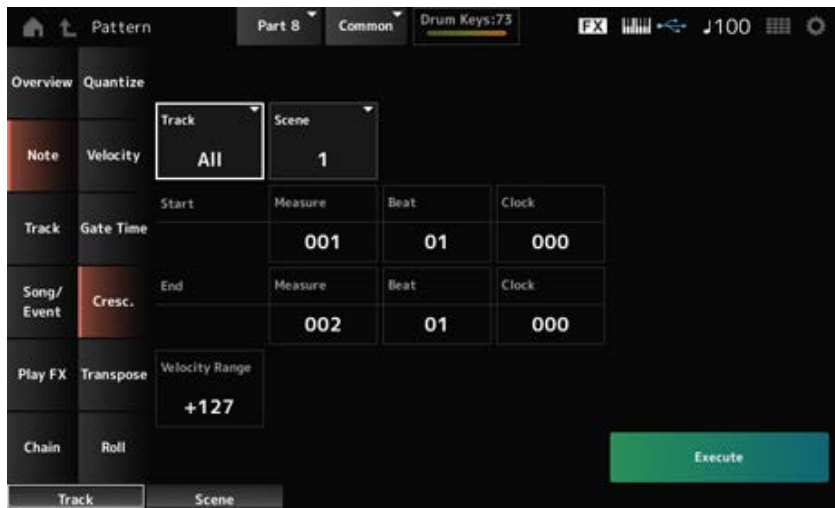 Pattern
Part 8
Common
Drum Keys:73
FX
♩100
Overview
Quantize
Note
Velocity
Track
Gate Time
Song/
Event
Cresc.
Play FX
Transpose
Chain
Roll
Track
All
Scene
1
Start
Measure
001
Beat
01
Clock
000
End
Measure
002
Beat
01
Clock
000
Velocity Range
+127
Execute
Track
Scene